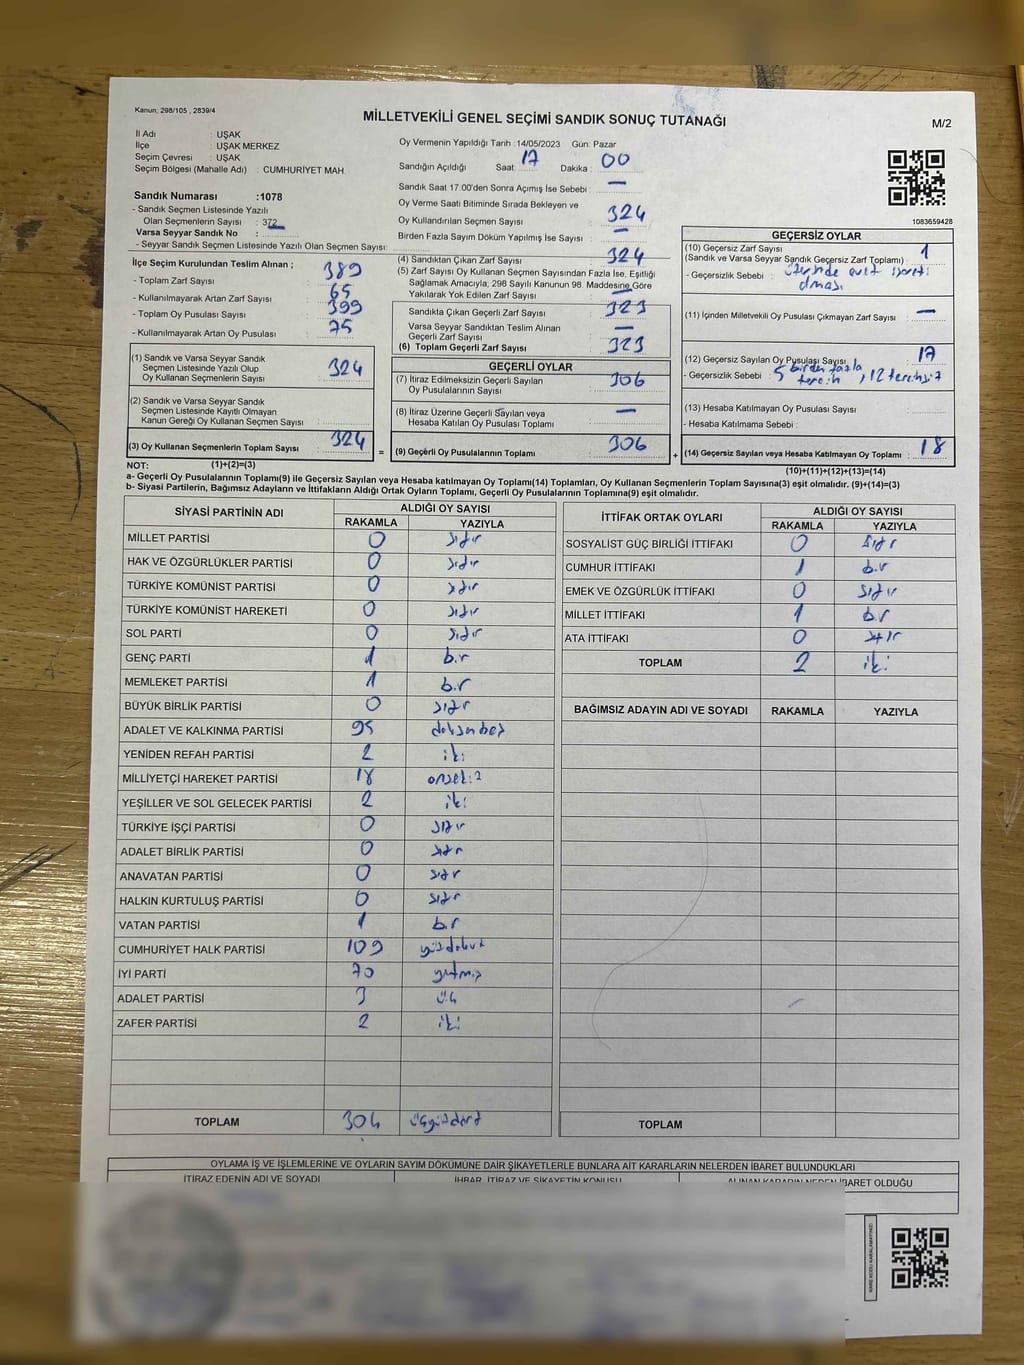 Kanun; 298/105 , 2839/4
MİLLETVEKİLİ GENEL SEÇİMİ SANDIK SONUÇ TUTANAĞI
M/2
İl Adı : UŞAK
İlçe : UŞAK MERKEZ
Seçim Çevresi : UŞAK
Seçim Bölgesi (Mahalle Adı) : CUMHURİYET MAH.
Sandık Numarası :1078
- Sandık Seçmen Listesinde Yazılı
Olan Seçmenlerin Sayısı : 372
Varsa Seyyar Sandık No :
- Seyyar Sandık Seçmen Listesinde Yazılı Olan Seçmen Sayısı:
Oy Vermenin Yapıldığı Tarih :14/05/2023 Gün: Pazar
Sandığın Açıldığı Saat 17 Dakika : 00
Sandık Saat 17.00'den Sonra Açımış İse Sebebi : —
Oy Verme Saati Bitiminde Sırada Bekleyen ve
Oy Kullandırılan Seçmen Sayısı : 324
Birden Fazla Sayım Döküm Yapılmış İse Sayısı : —
1083659428
İlçe Seçim Kurulundan Teslim Alınan ;
- Toplam Zarf Sayısı : 389
- Kullanılmayarak Artan Zarf Sayısı : 65
- Toplam Oy Pusulası Sayısı : 399
- Kullanılmayarak Artan Oy Pusulası : 75
(4) Sandıktan Çıkan Zarf Sayısı : 324
(5) Zarf Sayısı Oy Kullanan Seçmen Sayısından Fazla İse, Eşitliği
Sağlamak Amacıyla; 298 Sayılı Kanunun 98. Maddesine Göre
Yakılarak Yok Edilen Zarf Sayısı : —
Sandıkta Çıkan Geçerli Zarf Sayısı : 323
Varsa Seyyar Sandıktan Teslim Alınan
Geçerli Zarf Sayısı : —
(6) Toplam Geçerli Zarf Sayısı : 323
GEÇERSİZ OYLAR
(10) Geçersiz Zarf Sayısı
(Sandık ve Varsa Seyyar Sandık Geçersiz Zarf Toplamı) : 1
- Geçersizlik Sebebi : üzerinde evet işareti
olması
(11) İçinden Milletvekili Oy Pusulası Çıkmayan Zarf Sayısı : —
(12) Geçersiz Sayılan Oy Pusulası Sayısı : 17
- Geçersizlik Sebebi : 5 birden fazla
tercih, 12 tercihsiz
(13) Hesaba Katılmayan Oy Pusulası Sayısı :
- Hesaba Katılmama Sebebi :
(14) Geçersiz Sayılan veya Hesaba Katılmayan Oy Toplamı : 18
(10)+(11)+(12)+(13)=(14)
(1) Sandık ve Varsa Seyyar Sandık
Seçmen Listesinde Yazılı Olup
Oy Kullanan Seçmenlerin Sayısı : 324
(2) Sandık ve Varsa Seyyar Sandık
Seçmen Listesinde Kayıtlı Olmayan
Kanun Gereği Oy Kullanan Seçmen Sayısı :
(3) Oy Kullanan Seçmenlerin Toplam Sayısı : 324 =
(1)+(2)=(3)
GEÇERLİ OYLAR
(7) İtiraz Edilmeksizin Geçerli Sayılan
Oy Pusulalarının Sayısı : 306
(8) İtiraz Üzerine Geçerli Sayılan veya
Hesaba Katılan Oy Pusulası Toplamı : —
(9) Geçerli Oy Pusulalarının Toplamı : 306 +
NOT:
a- Geçerli Oy Pusulalarının Toplamı(9) ile Geçersiz Sayılan veya Hesaba katılmayan Oy Toplamı(14) Toplamları, Oy Kullanan Seçmenlerin Toplam Sayısına(3) eşit olmalıdır. (9)+(14)=(3)
b- Siyasi Partilerin, Bağımsız Adayların ve İttifakların Aldığı Ortak Oyların Toplamı, Geçerli Oy Pusulalarının Toplamına(9) eşit olmalıdır.
SİYASİ PARTİNİN ADI ALDIĞI OY SAYISI
RAKAMLA YAZIYLA
MİLLET PARTİSI 0 sıfır
HAK VE ÖZGÜRLÜKLER PARTİSİ 0 sıfır
TÜRKİYE KOMÜNİST PARTİSİ 0 sıfır
TÜRKİYE KOMÜNİST HAREKETİ 0 sıfır
SOL PARTİ 0 sıfır
GENÇ PARTİ 1 bir
MEMLEKET PARTİSİ 1 bir
BÜYÜK BİRLİK PARTİSİ 0 sıfır
ADALET VE KALKINMA PARTİSİ 95 doksanbeş
YENİDEN REFAH PARTİSİ 2 iki
MİLLİYETÇİ HAREKET PARTİSİ 18 onsekiz
YEŞİLLER VE SOL GELECEK PARTİSİ 2 iki
TÜRKİYE İŞÇİ PARTİSİ 0 sıfır
ADALET BİRLİK PARTİSİ 0 sıfır
ANAVATAN PARTİSİ 0 sıfır
HALKIN KURTULUŞ PARTİSİ 0 sıfır
VATAN PARTİSİ 1 bir
CUMHURİYET HALK PARTİSİ 109 yüzdokuz
İYİ PARTİ 70 yetmiş
ADALET PARTİSİ 3 üç
ZAFER PARTİSİ 2 iki
TOPLAM 304 üçyüzdört
İTTİFAK ORTAK OYLARI ALDIĞI OY SAYISI
RAKAMLA YAZIYLA
SOSYALİST GÜÇ BİRLİĞİ İTTİFAKI 0 sıfır
CUMHUR İTTİFAKI 1 bir
EMEK VE ÖZGÜRLÜK İTTİFAKI 0 sıfır
MİLLET İTTİFAKI 1 bir
ATA İTTİFAKI 0 sıfır
TOPLAM 2 iki
BAĞIMSIZ ADAYIN ADI VE SOYADI RAKAMLA YAZIYLA
TOPLAM
OYLAMA İŞ VE İŞLEMLERİNE VE OYLARIN SAYIM DÖKÜMÜNE DAİR ŞİKAYETLERLE BUNLARA AİT KARARLARIN NELERDEN İBARET BULUNDUKLARI
İTİRAZ EDENİN ADI VE SOYADI İHBAR, İTİRAZ VE ŞİKAYETİN KONUSU ALINAN KARARIN NEDEN İBARET OLDUĞU